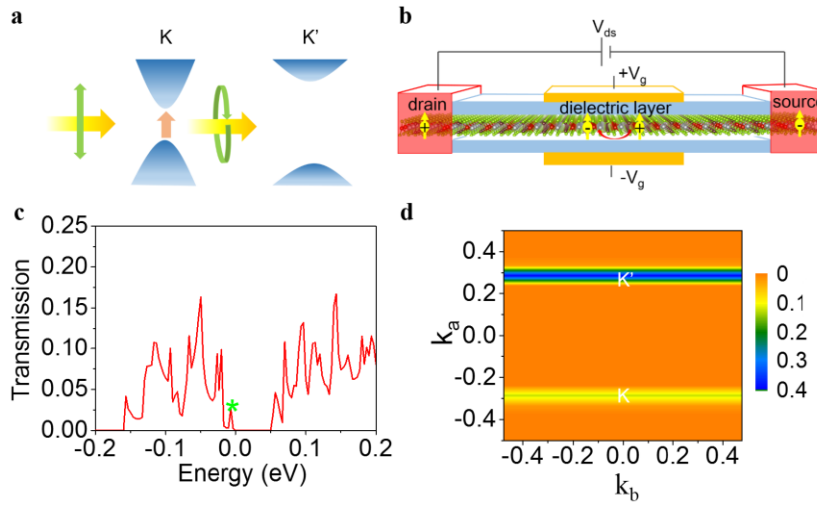 a
K
K'
b
V_ds
+V_g
drain
dielectric layer
source
+
-
+
-
-V_g
c
Transmission
0.25
0.20
0.15
0.10
0.05
0.00
*
-0.2
-0.1
0.0
0.1
0.2
Energy (eV)
d
k_a
0.4
0.2
0.0
-0.2
-0.4
K'
K
-0.4
-0.2
0.0
0.2
0.4
k_b
0
0.1
0.2
0.3
0.4